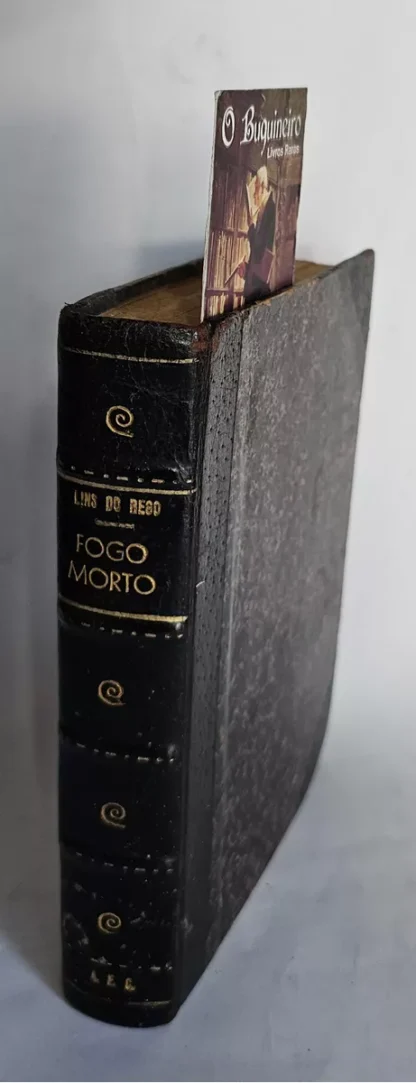 O Buquineiro
Livros Raros
LINS DO REGO
FOGO
MORTO